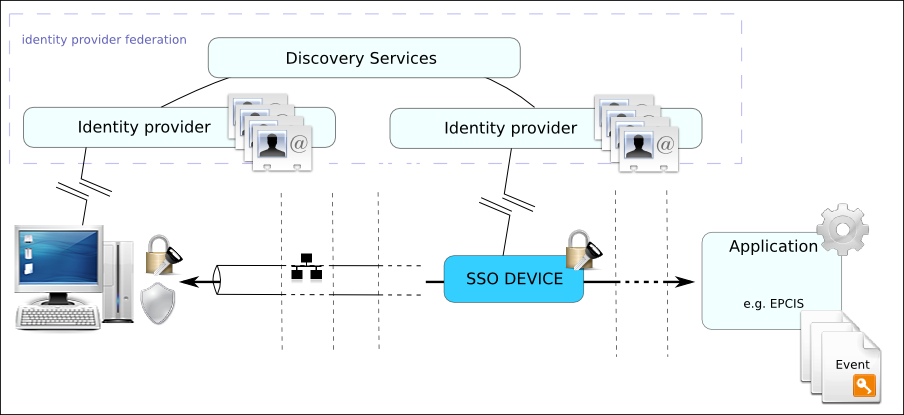 identity provider federation
Discovery Services
Identity provider
@
Identity provider
@
SSO DEVICE
Application
e.g. EPCIS
Event